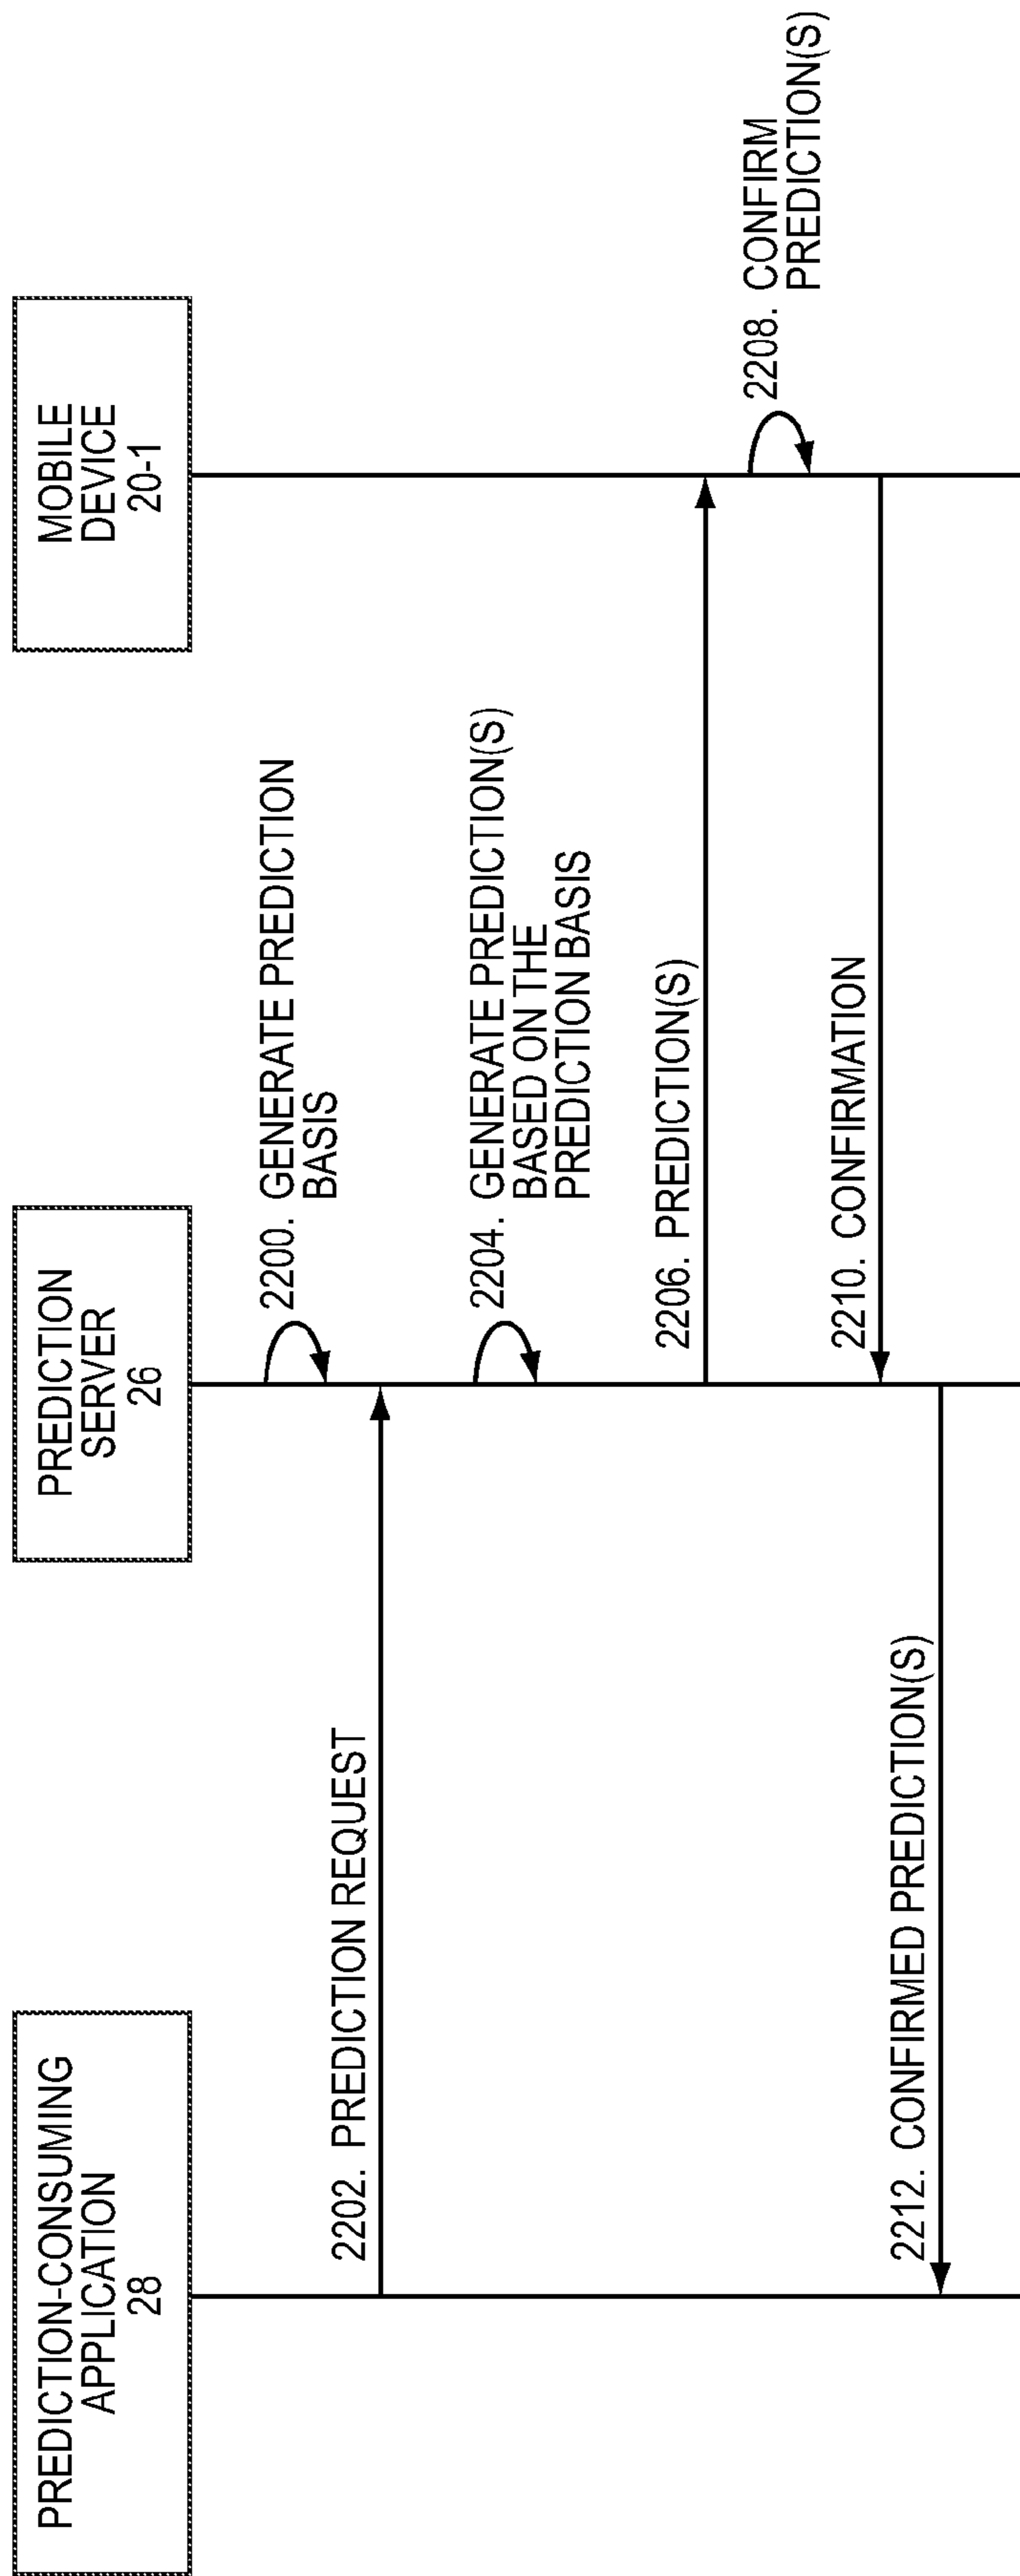 PREDICTION-CONSUMING
APPLICATION
28
PREDICTION
SERVER
26
MOBILE
DEVICE
20-1
2200. GENERATE PREDICTION
BASIS
2202. PREDICTION REQUEST
2204. GENERATE PREDICTION(S)
BASED ON THE
PREDICTION BASIS
2206. PREDICTION(S)
2208. CONFIRM
PREDICTION(S)
2210. CONFIRMATION
2212. CONFIRMED PREDICTION(S)